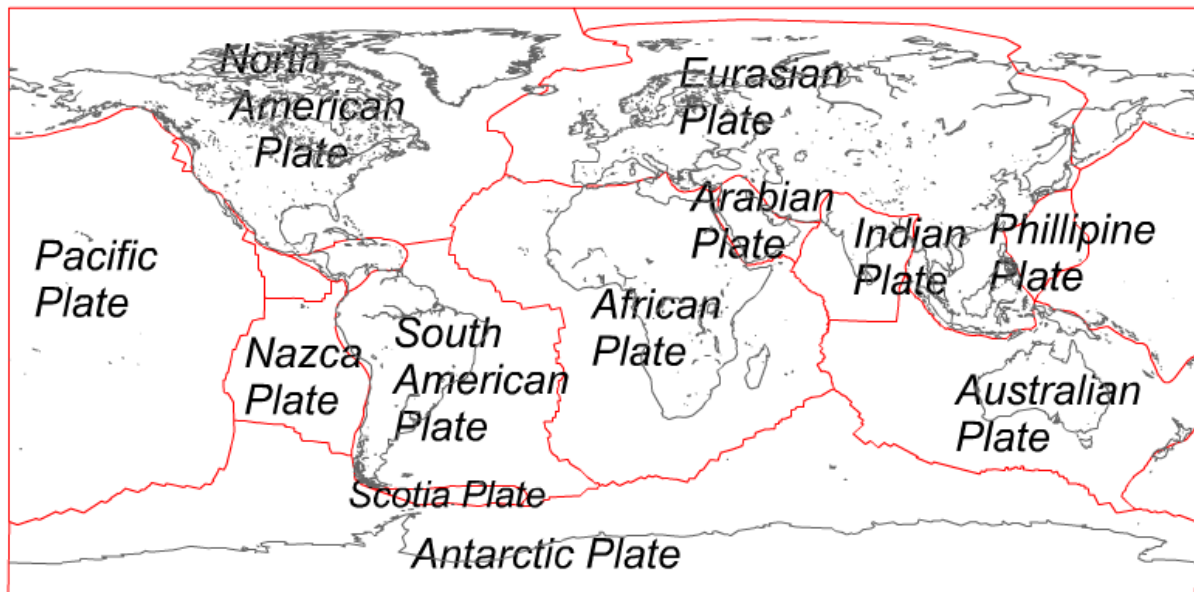 North
American
Plate
Eurasian
Plate
Arabian
Plate
Indian
Plate
Phillipine
Plate
Pacific
Plate
African
Plate
Nazca
Plate
South
American
Plate
Australian
Plate
Scotia Plate
Antarctic Plate